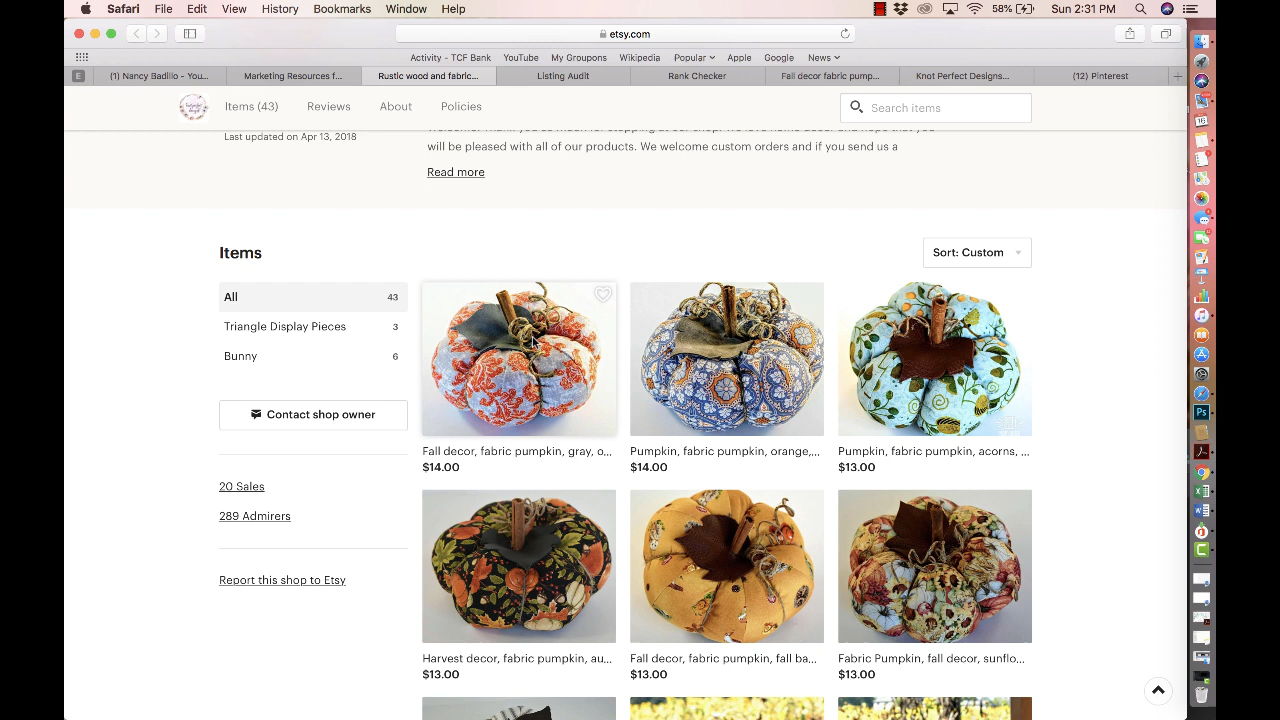 Safari File Edit View History Bookmarks Window Help 58% Sun 2:31 PM
etsy.com
Activity - TCF Bank YouTube My Groupons Wikipedia Popular Apple Google News
E (1) Nancy Badillo - You... Marketing Resources f... Rustic wood and fabric... Listing Audit Rank Checker Fall decor fabric pump... Knot Perfect Designs... (12) Pinterest
Items (43) Reviews About Policies Search items
Last updated on Apr 13, 2018
will be pleased with all of our products. We welcome custom orders and if you send us a
Read more
Items
Sort: Custom
All 43
Triangle Display Pieces 3
Bunny 6
Contact shop owner
20 Sales
289 Admirers
Report this shop to Etsy
Fall decor, fabric pumpkin, gray, o...
$14.00
Pumpkin, fabric pumpkin, orange,...
$14.00
Pumpkin, fabric pumpkin, acorns, ...
$13.00
Harvest decor, fabric pumpkin, au...
$13.00
Fall decor, fabric pumpkin, fall ba...
$13.00
Fabric Pumpkin, fall decor, sunflo...
$13.00
16
Ps